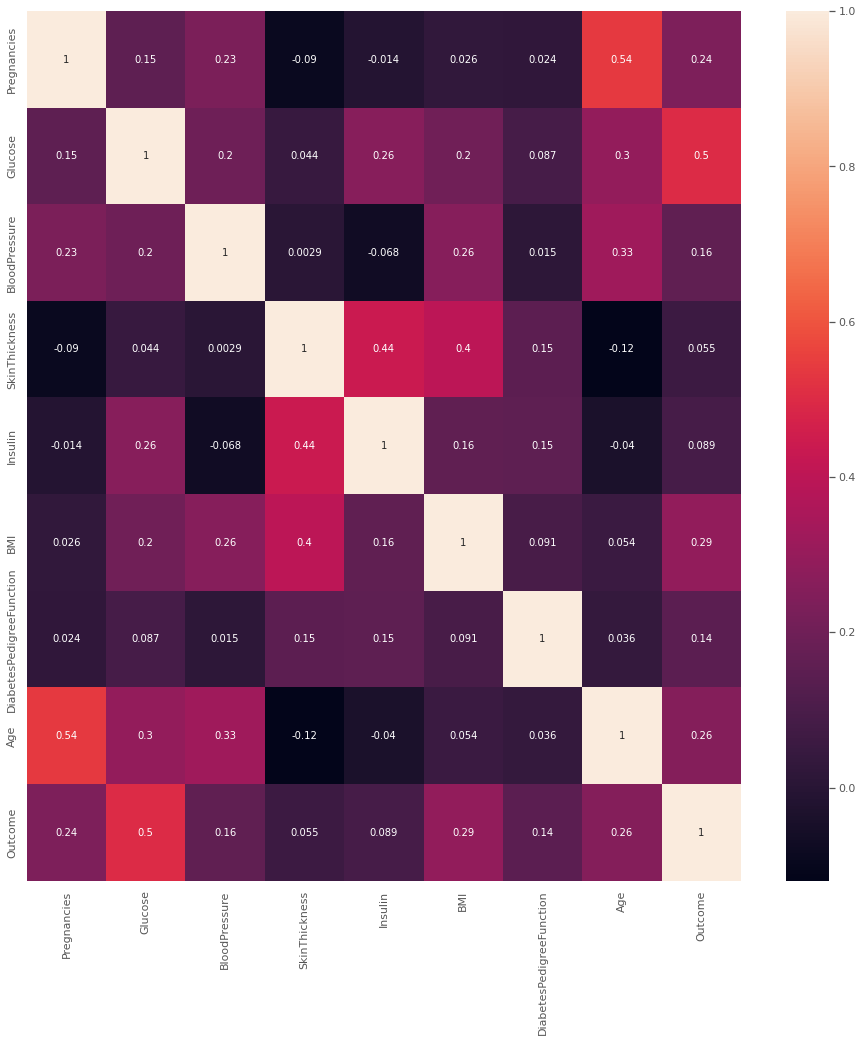 Pregnancies 1 0.15 0.23 -0.09 -0.014 0.026 0.024 0.54 0.24
Glucose 0.15 1 0.2 0.044 0.26 0.2 0.087 0.3 0.5
BloodPressure 0.23 0.2 1 0.0029 -0.068 0.26 0.015 0.33 0.16
SkinThickness -0.09 0.044 0.0029 1 0.44 0.4 0.15 -0.12 0.055
Insulin -0.014 0.26 -0.068 0.44 1 0.16 0.15 -0.04 0.089
BMI 0.026 0.2 0.26 0.4 0.16 1 0.091 0.054 0.29
DiabetesPedigreeFunction 0.024 0.087 0.015 0.15 0.15 0.091 1 0.036 0.14
Age 0.54 0.3 0.33 -0.12 -0.04 0.054 0.036 1 0.26
Outcome 0.24 0.5 0.16 0.055 0.089 0.29 0.14 0.26 1
Pregnancies
Glucose
BloodPressure
SkinThickness
Insulin
BMI
DiabetesPedigreeFunction
Age
Outcome
1.0
0.8
0.6
0.4
0.2
0.0